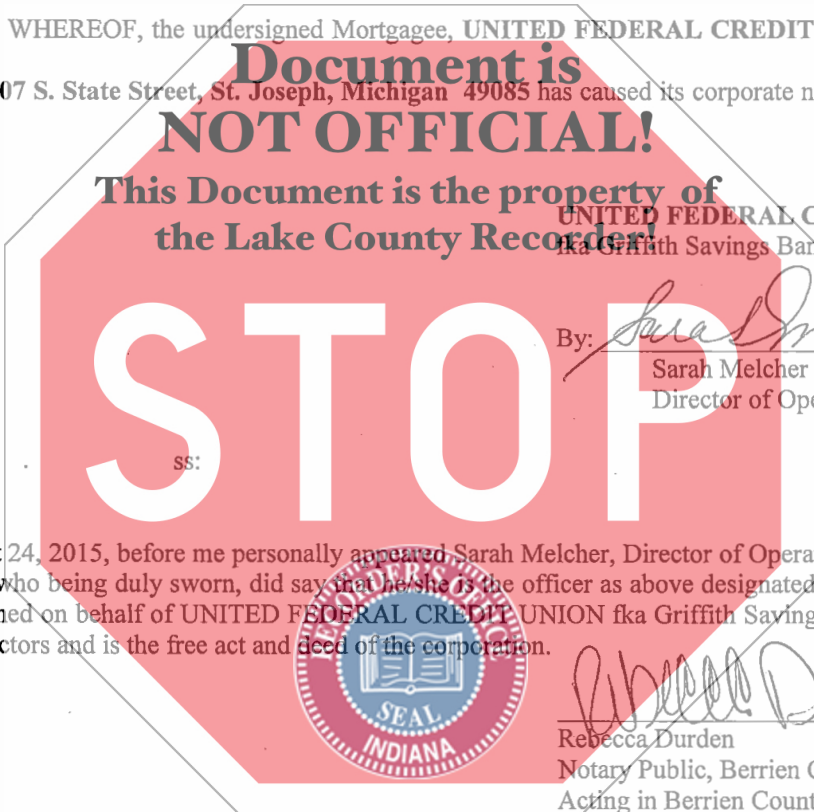 WHEREOF, the undersigned Mortgagee, UNITED FEDERAL CREDIT
Document is
07 S. State Street, St. Joseph, Michigan 49085 has caused its corporate n
NOT OFFICIAL!
This Document is the property of
UNITED FEDERAL C
the Lake County Recorder!
fka Griffith Savings Ban
STOP
By:
Sarah Melcher
Director of Ope
ss:
24, 2015, before me personally appeared Sarah Melcher, Director of Opera
who being duly sworn, did say that he/she is the officer as above designated
ned on behalf of UNITED FEDERAL CREDIT UNION fka Griffith Saving
ctors and is the free act and deed of the corporation.
RECORDER'S OFFICE
SEAL
INDIANA
Rebecca Durden
Notary Public, Berrien C
Acting in Berrien Count